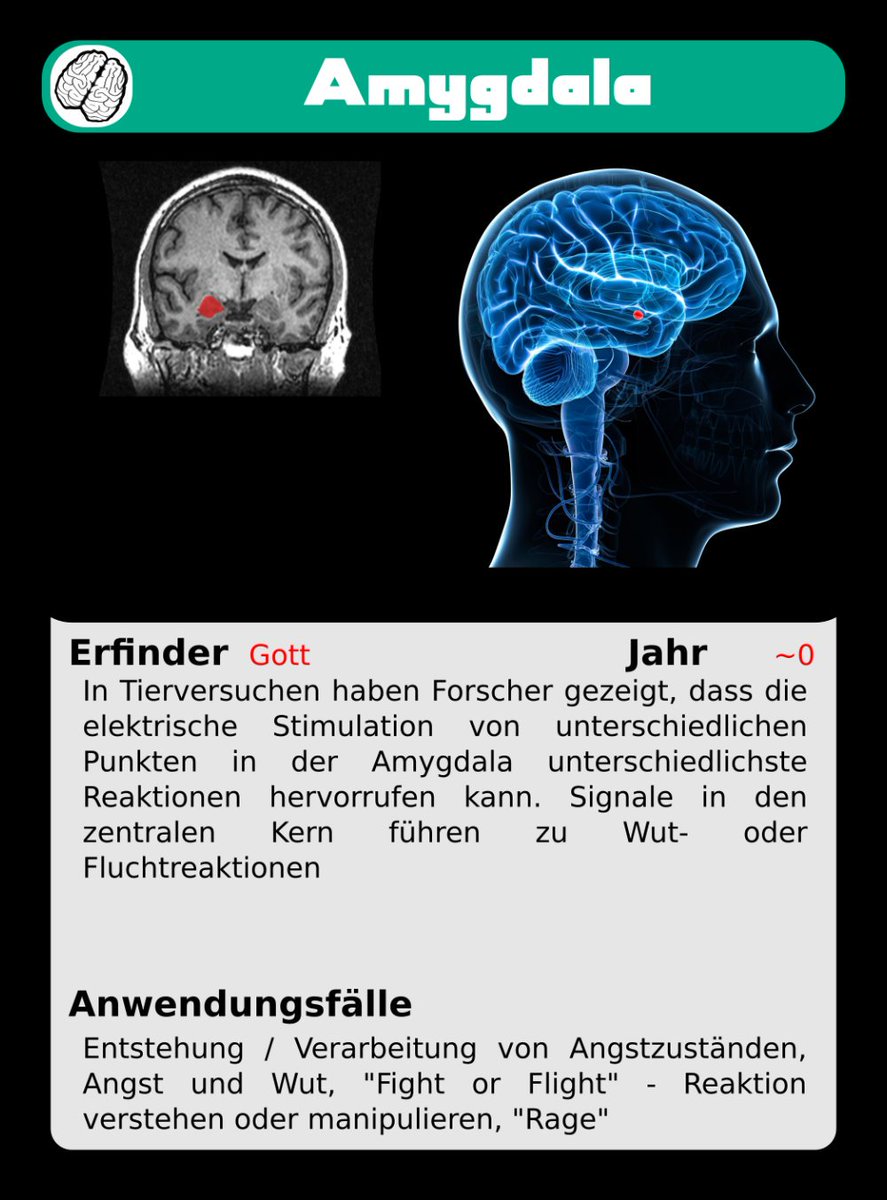 Amygdala
Erfinder Gott Jahr ~0
In Tierversuchen haben Forscher gezeigt, dass die
elektrische Stimulation von unterschiedlichen
Punkten in der Amygdala unterschiedlichste
Reaktionen hervorrufen kann. Signale in den
zentralen Kern führen zu Wut- oder
Fluchtreaktionen
Anwendungsfälle
Entstehung / Verarbeitung von Angstzuständen,
Angst und Wut, "Fight or Flight" - Reaktion
verstehen oder manipulieren, "Rage"